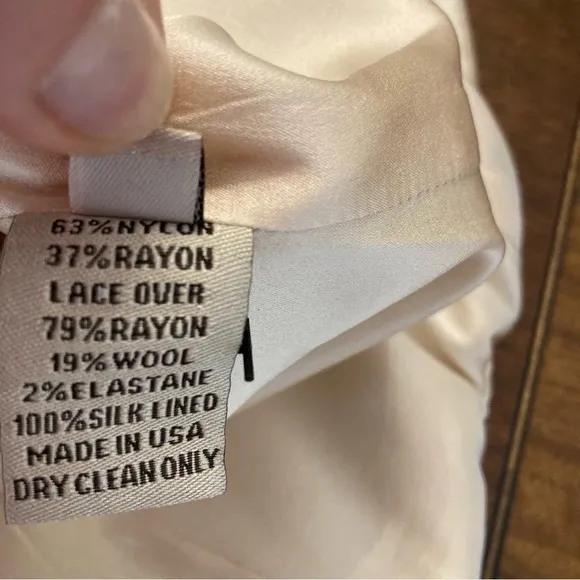 63%NYLON
37%RAYON
LACE OVER
79%RAYON
19%WOOL
2%ELASTANE
100%SILK LINED
MADE IN USA
DRY CLEAN ONLY